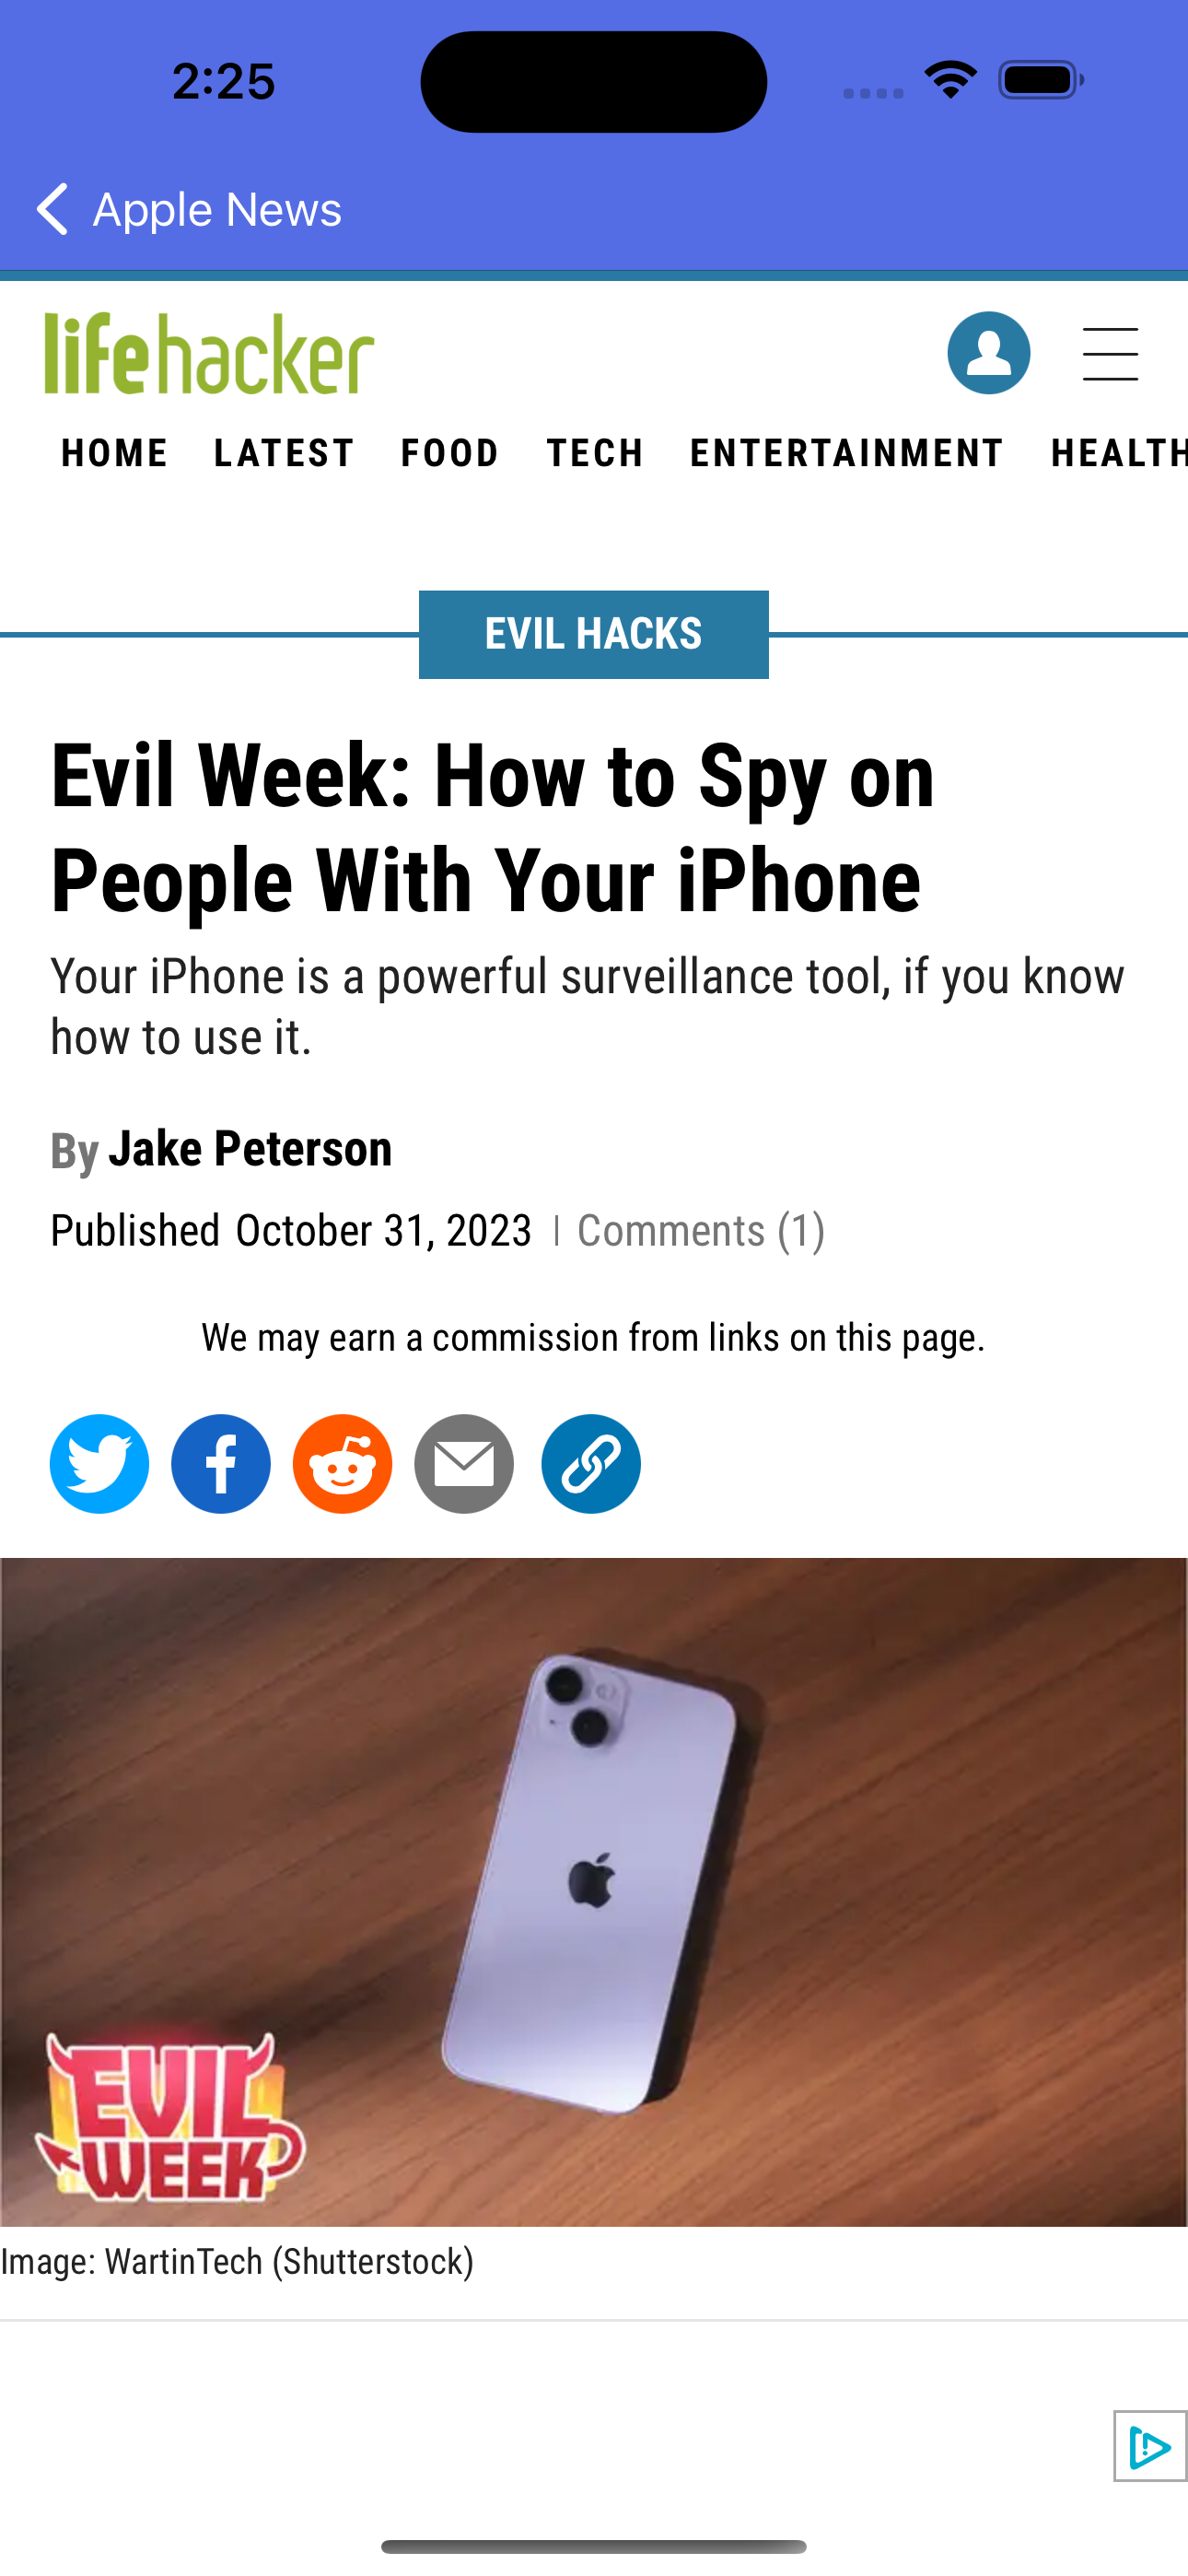 2:25
Apple News
lifehacker
HOME LATEST FOOD TECH ENTERTAINMENT HEALTH
EVIL HACKS
Evil Week: How to Spy on
People With Your iPhone
Your iPhone is a powerful surveillance tool, if you know
how to use it.
By Jake Peterson
Published October 31, 2023 | Comments (1)
We may earn a commission from links on this page.
EVIL
WEEK
Image: WartinTech (Shutterstock)